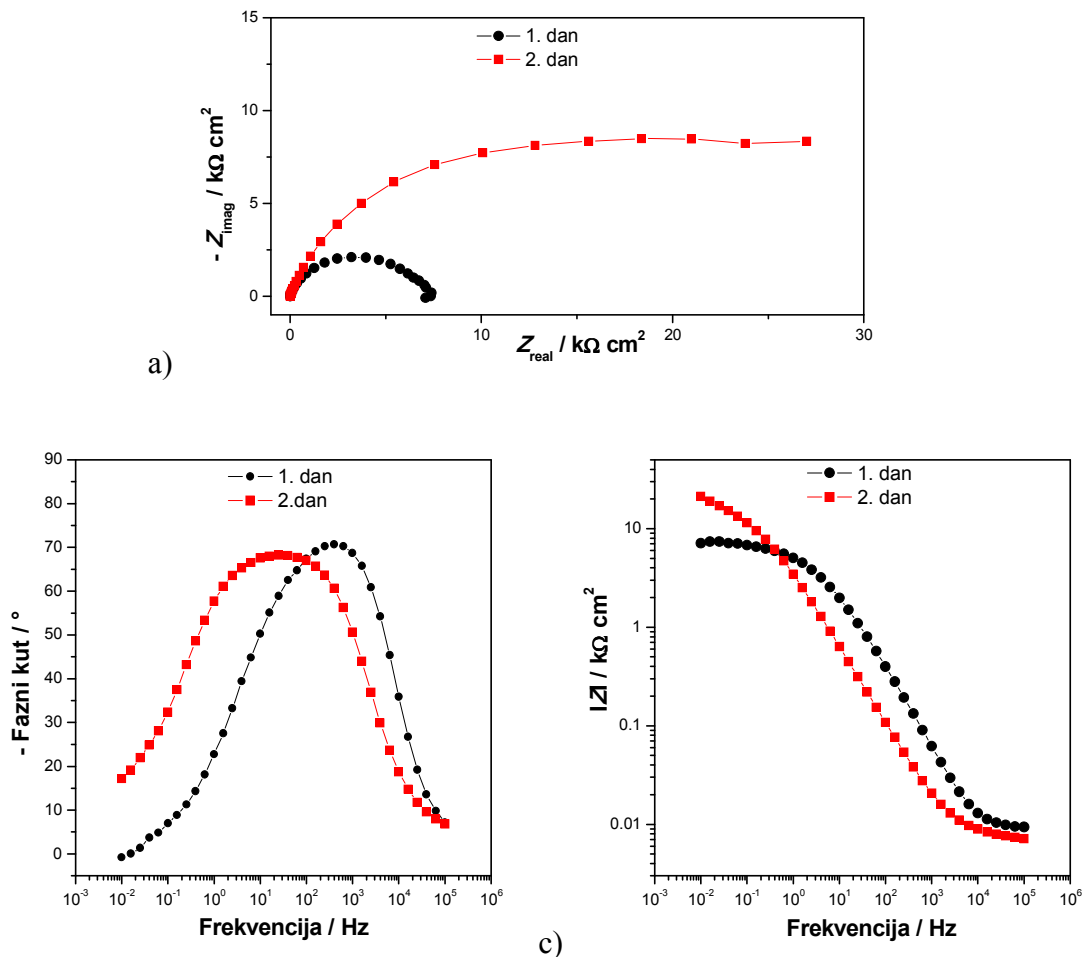 15
10
5
0
- Zimag / kΩ cm²
1. dan
2. dan
0 10 20 30
Zreal / kΩ cm²
a)
90
80
70
60
50
40
30
20
10
0
- Fazni kut / °
1. dan
2.dan
10⁻³ 10⁻² 10⁻¹ 10⁰ 10¹ 10² 10³ 10⁴ 10⁵ 10⁶
Frekvencija / Hz
10
1
0.1
0.01
|Z| / kΩ cm²
1. dan
2. dan
10⁻³ 10⁻² 10⁻¹ 10⁰ 10¹ 10² 10³ 10⁴ 10⁵ 10⁶
Frekvencija / Hz
c)